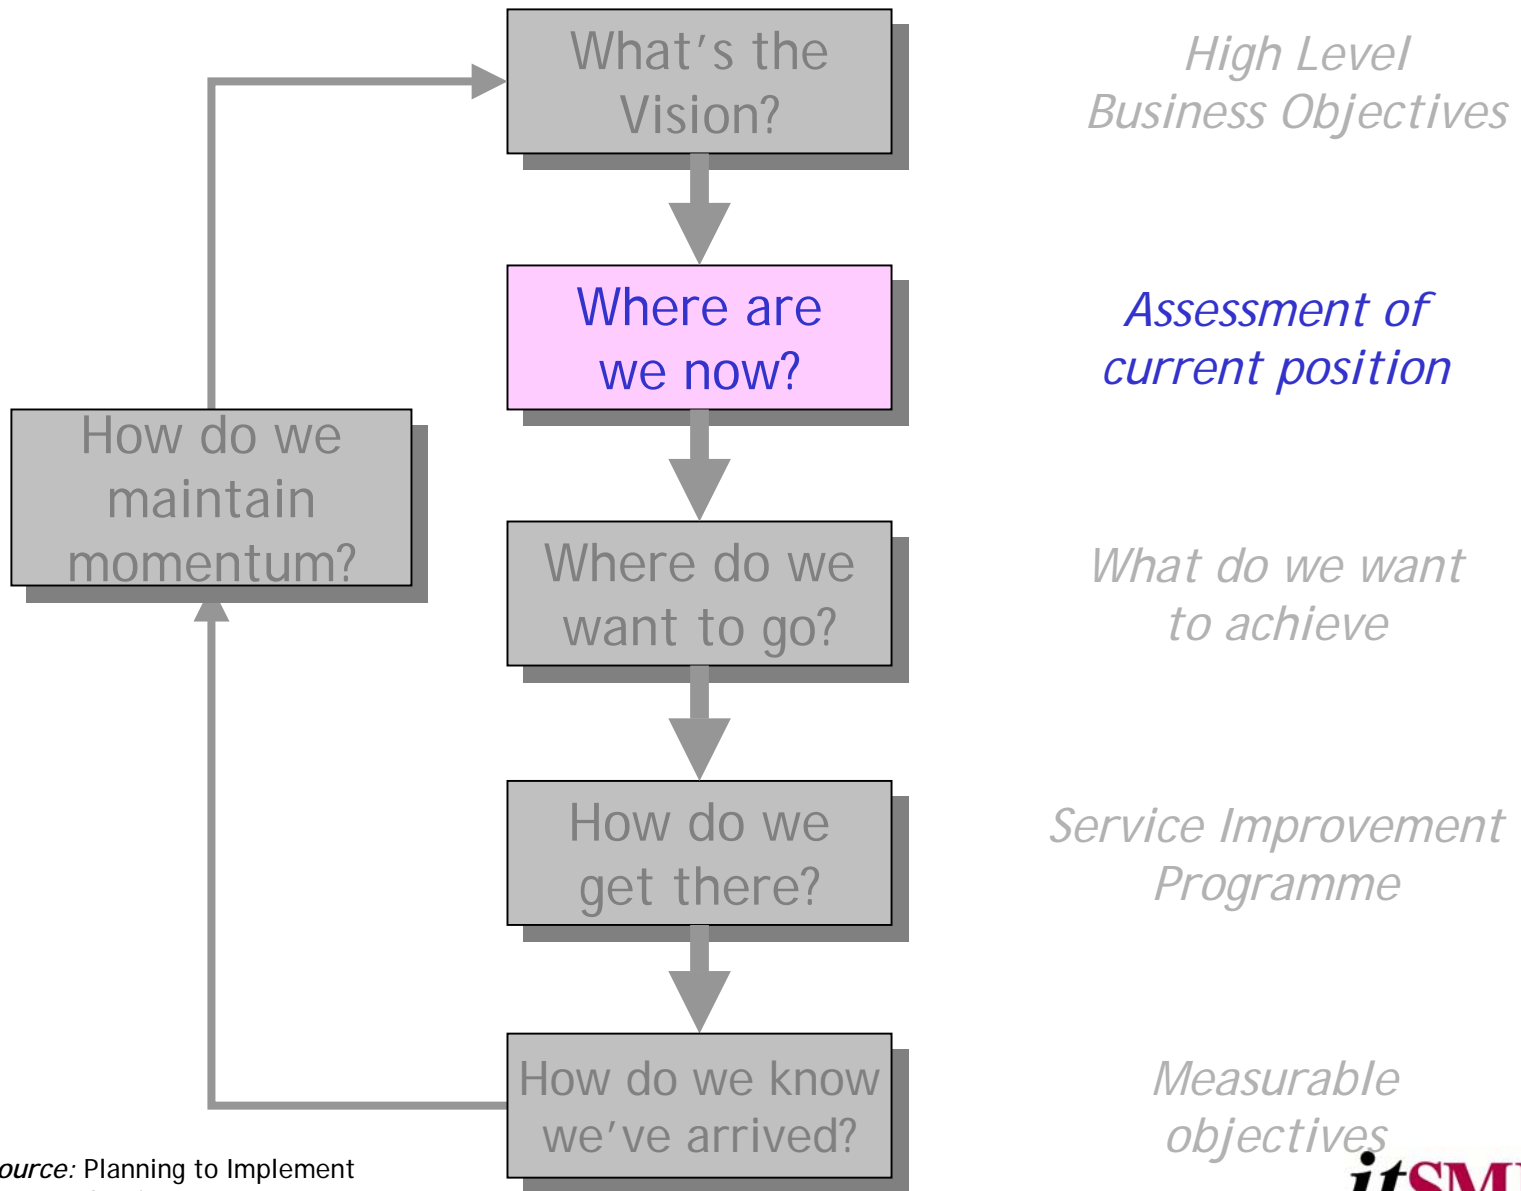 What's the
Vision?
High Level
Business Objectives
Where are
we now?
Assessment of
current position
How do we
maintain
momentum?
Where do we
want to go?
What do we want
to achieve
How do we
get there?
Service Improvement
Programme
How do we know
we've arrived?
Measurable
objectives
ource: Planning to Implement
itSM